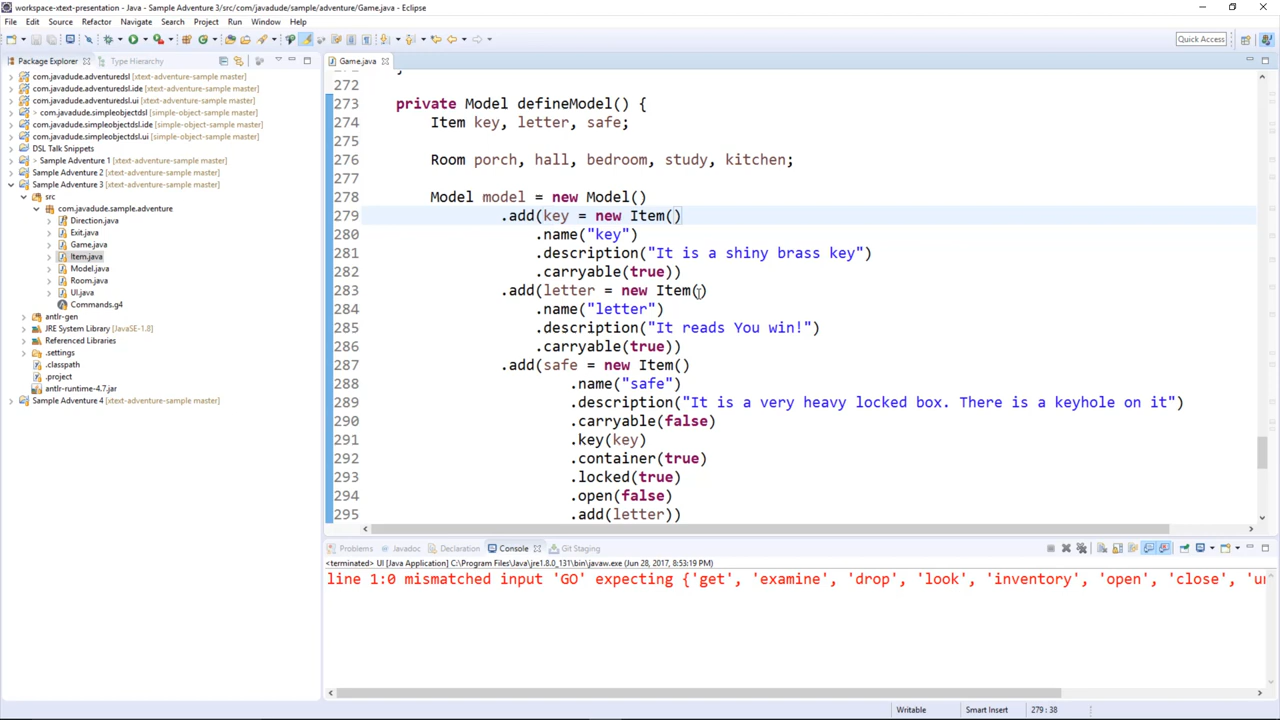 workspace-xtext-presentation - Java - Sample Adventure 3/src/com/javadude/sample/adventure/Game.java - Eclipse
File Edit Source Refactor Navigate Search Project Run Window Help
Quick Access
Package Explorer Type Hierarchy
com.javadude.adventuredsl [xtext-adventure-sample master]
com.javadude.adventuredsl.ide [xtext-adventure-sample master]
com.javadude.adventuredsl.ui [xtext-adventure-sample master]
> com.javadude.simpleobjectdsl [simple-object-dsl master]
com.javadude.simpleobjectdsl.ide [simple-object-dsl master]
com.javadude.simpleobjectdsl.ui [simple-object-dsl master]
DSL Talk Snippets
> Sample Adventure 1 [xtext-adventure-sample master]
Sample Adventure 2 [xtext-adventure-sample master]
Sample Adventure 3 [xtext-adventure-sample master]
src
com.javadude.sample.adventure
Direction.java
Exit.java
Game.java
Item.java
Model.java
Room.java
UI.java
Commands.g4
antlr-gen
JRE System Library [JavaSE-1.8]
Referenced Libraries
.settings
.classpath
.project
antlr-runtime-4.7.jar
Sample Adventure 4 [xtext-adventure-sample master]
Game.java
272
273 private Model defineModel() {
274 Item key, letter, safe;
275
276 Room porch, hall, bedroom, study, kitchen;
277
278 Model model = new Model()
279 .add(key = new Item()
280 .name("key")
281 .description("It is a shiny brass key")
282 .carryable(true))
283 .add(letter = new Item()
284 .name("letter")
285 .description("It reads You win!")
286 .carryable(true))
287 .add(safe = new Item()
288 .name("safe")
289 .description("It is a very heavy locked box. There is a keyhole on it")
290 .carryable(false)
291 .key(key)
292 .container(true)
293 .locked(true)
294 .open(false)
295 .add(letter))
Problems Javadoc Declaration Console Git Staging
<terminated> UI [Java Application] C:\Program Files\Java\jre1.8.0_131\bin\javaw.exe (Jun 28, 2017, 8:53:19 PM)
line 1:0 mismatched input 'GO' expecting {'get', 'examine', 'drop', 'look', 'inventory', 'open', 'close',
Writable Smart Insert 279 : 38